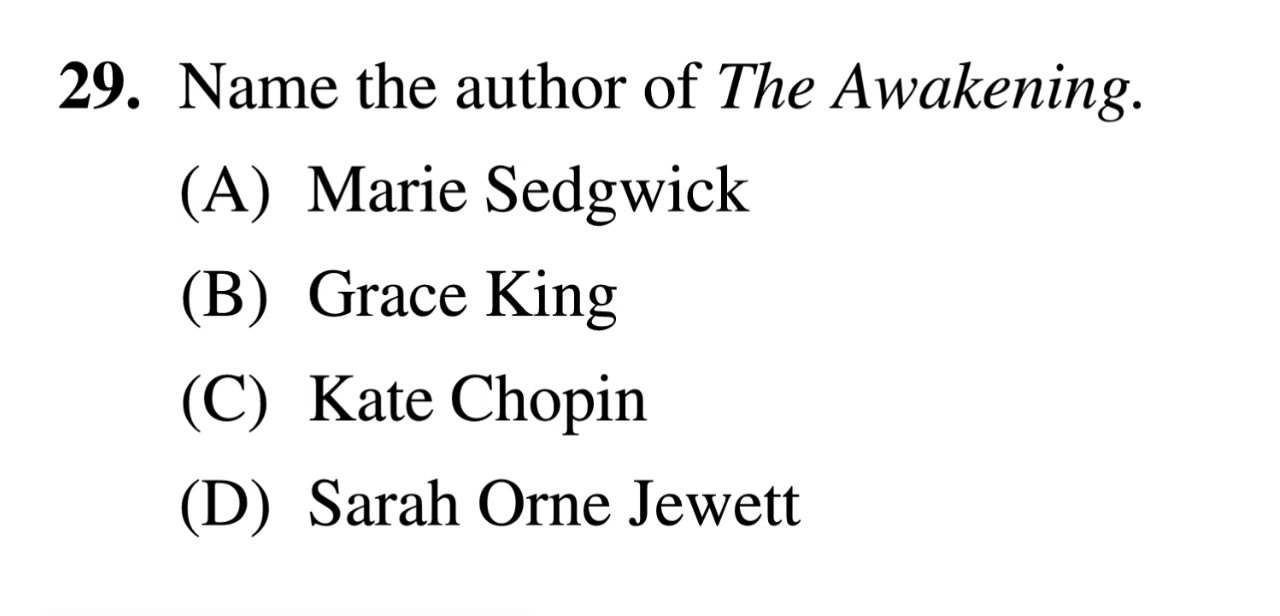 29. Name the author of The Awakening.
(A) Marie Sedgwick
(B) Grace King
(C) Kate Chopin
(D) Sarah Orne Jewett